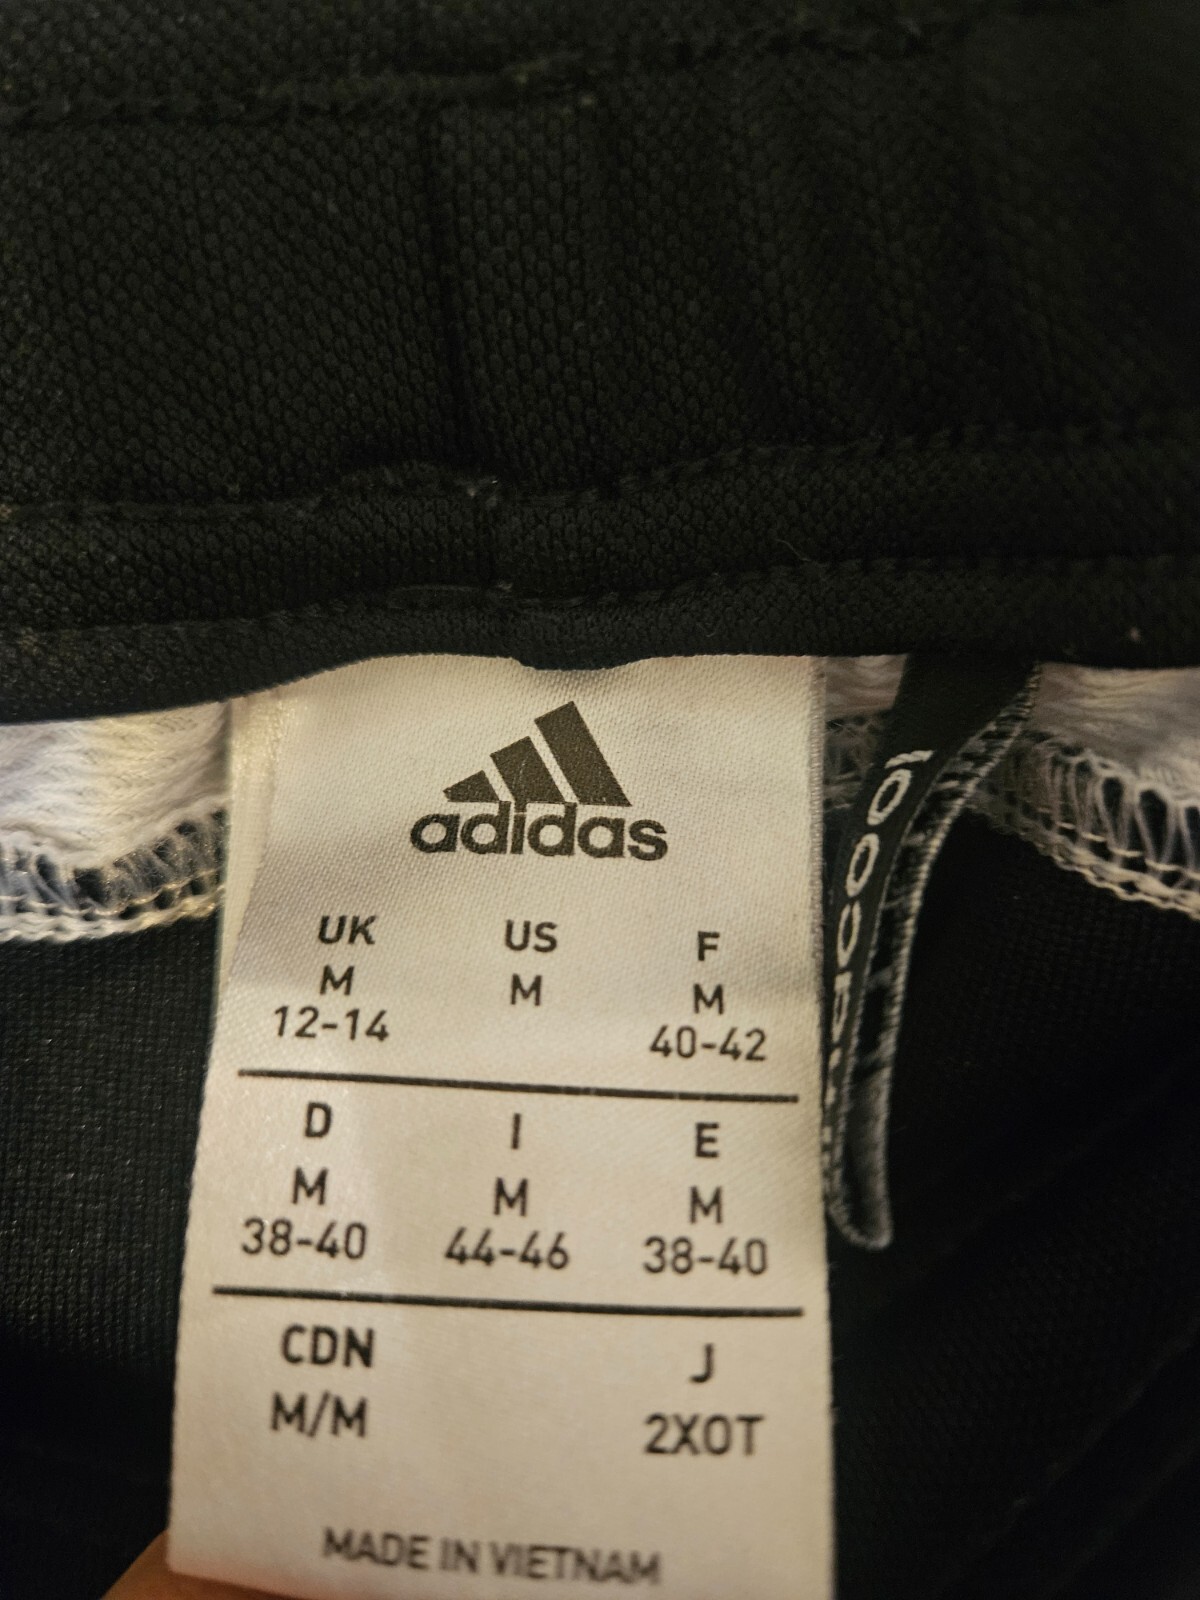 adidas
UK US F
M M M
12-14 40-42
D I E
M M M
38-40 44-46 38-40
CDN J
M/M 2XOT
MADE IN VIETNAM